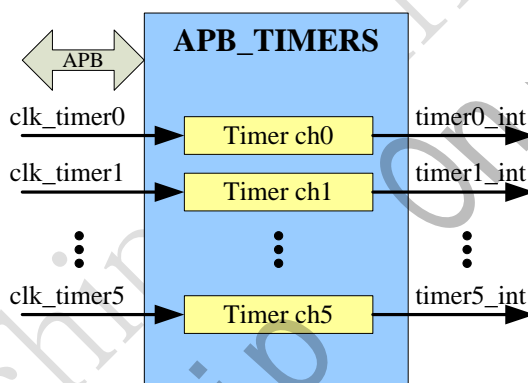 APB_TIMERS
APB
clk_timer0
Timer ch0
timer0_int
clk_timer1
Timer ch1
timer1_int
clk_timer5
Timer ch5
timer5_int